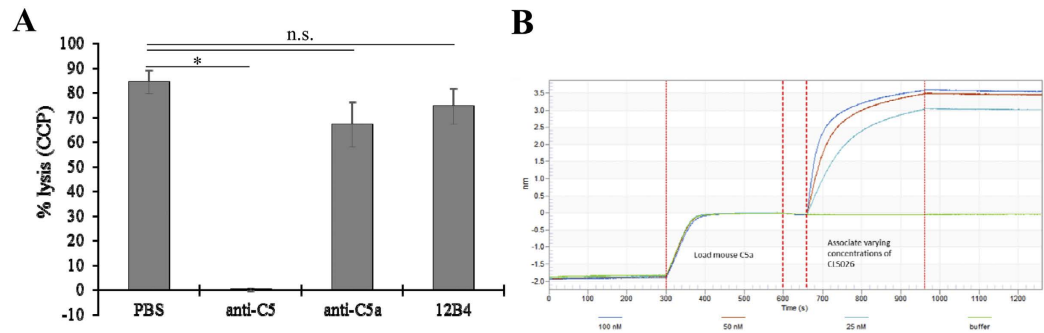 A
B
n.s.
*
% lysis (CCP)
100
90
80
70
60
50
40
30
20
10
0
-10
PBS
anti-C5
anti-C5a
12B4
nm
3.5
3.0
2.5
2.0
1.5
1.0
0.5
0
-0.5
-1.0
-1.5
-2.0
Load mouse C5a
Associate varying
concentrations of
CLS026
0 100 200 300 400 500 600 700 800 900 1000 1100 1200
Time (s)
100 nM
50 nM
25 nM
buffer